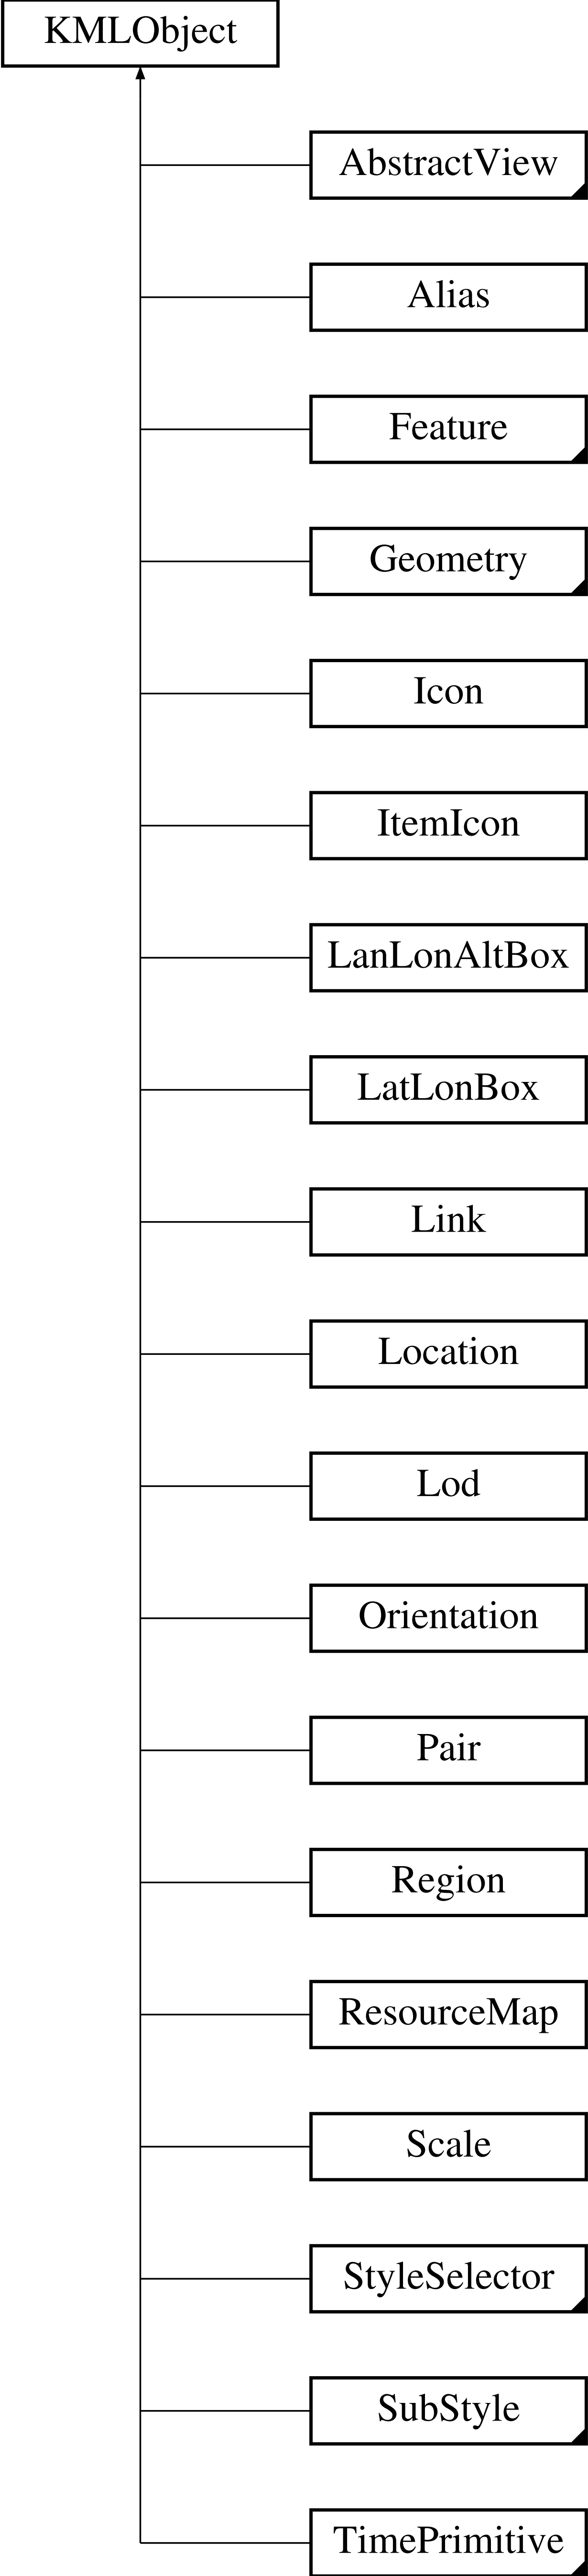 KMLObject
AbstractView
Alias
Feature
Geometry
Icon
ItemIcon
LanLonAltBox
LatLonBox
Link
Location
Lod
Orientation
Pair
Region
ResourceMap
Scale
StyleSelector
SubStyle
TimePrimitive